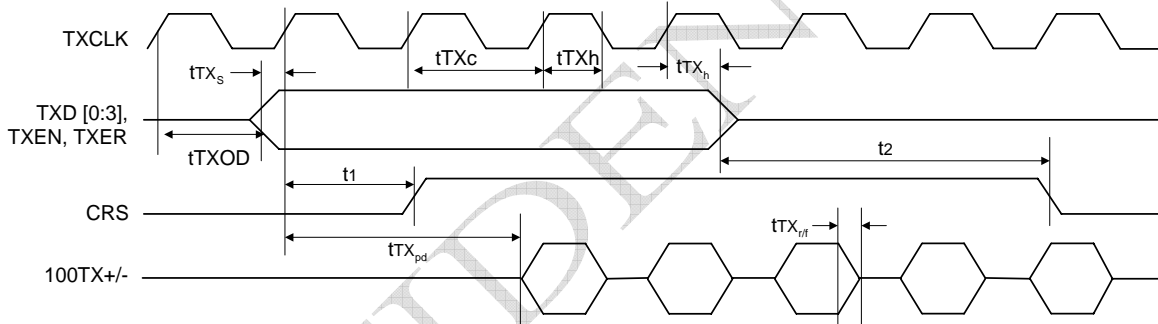 TXCLK
tTXc
tTXh
tTXS
tTXh
TXD [0:3],
TXEN, TXER
tTXOD
t2
t1
CRS
tTXr/f
tTXpd
100TX+/-